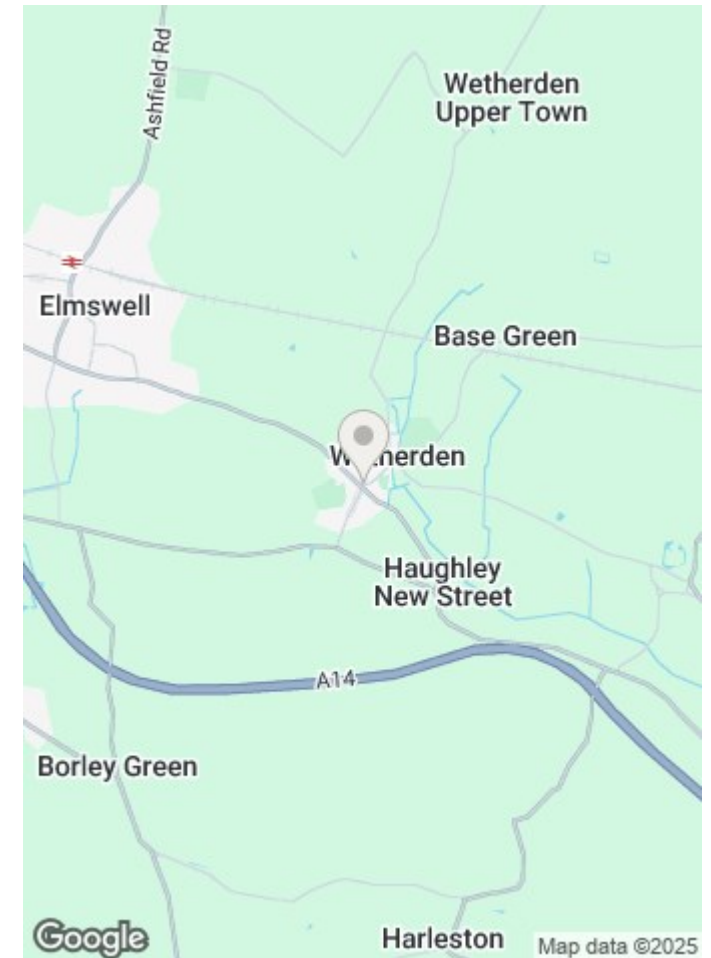 Ashfield Rd
Wetherden
Upper Town
Elmswell
Base Green
Wetherden
Haughley
New Street
A14
Borley Green
Harleston
Google
Map data ©2025